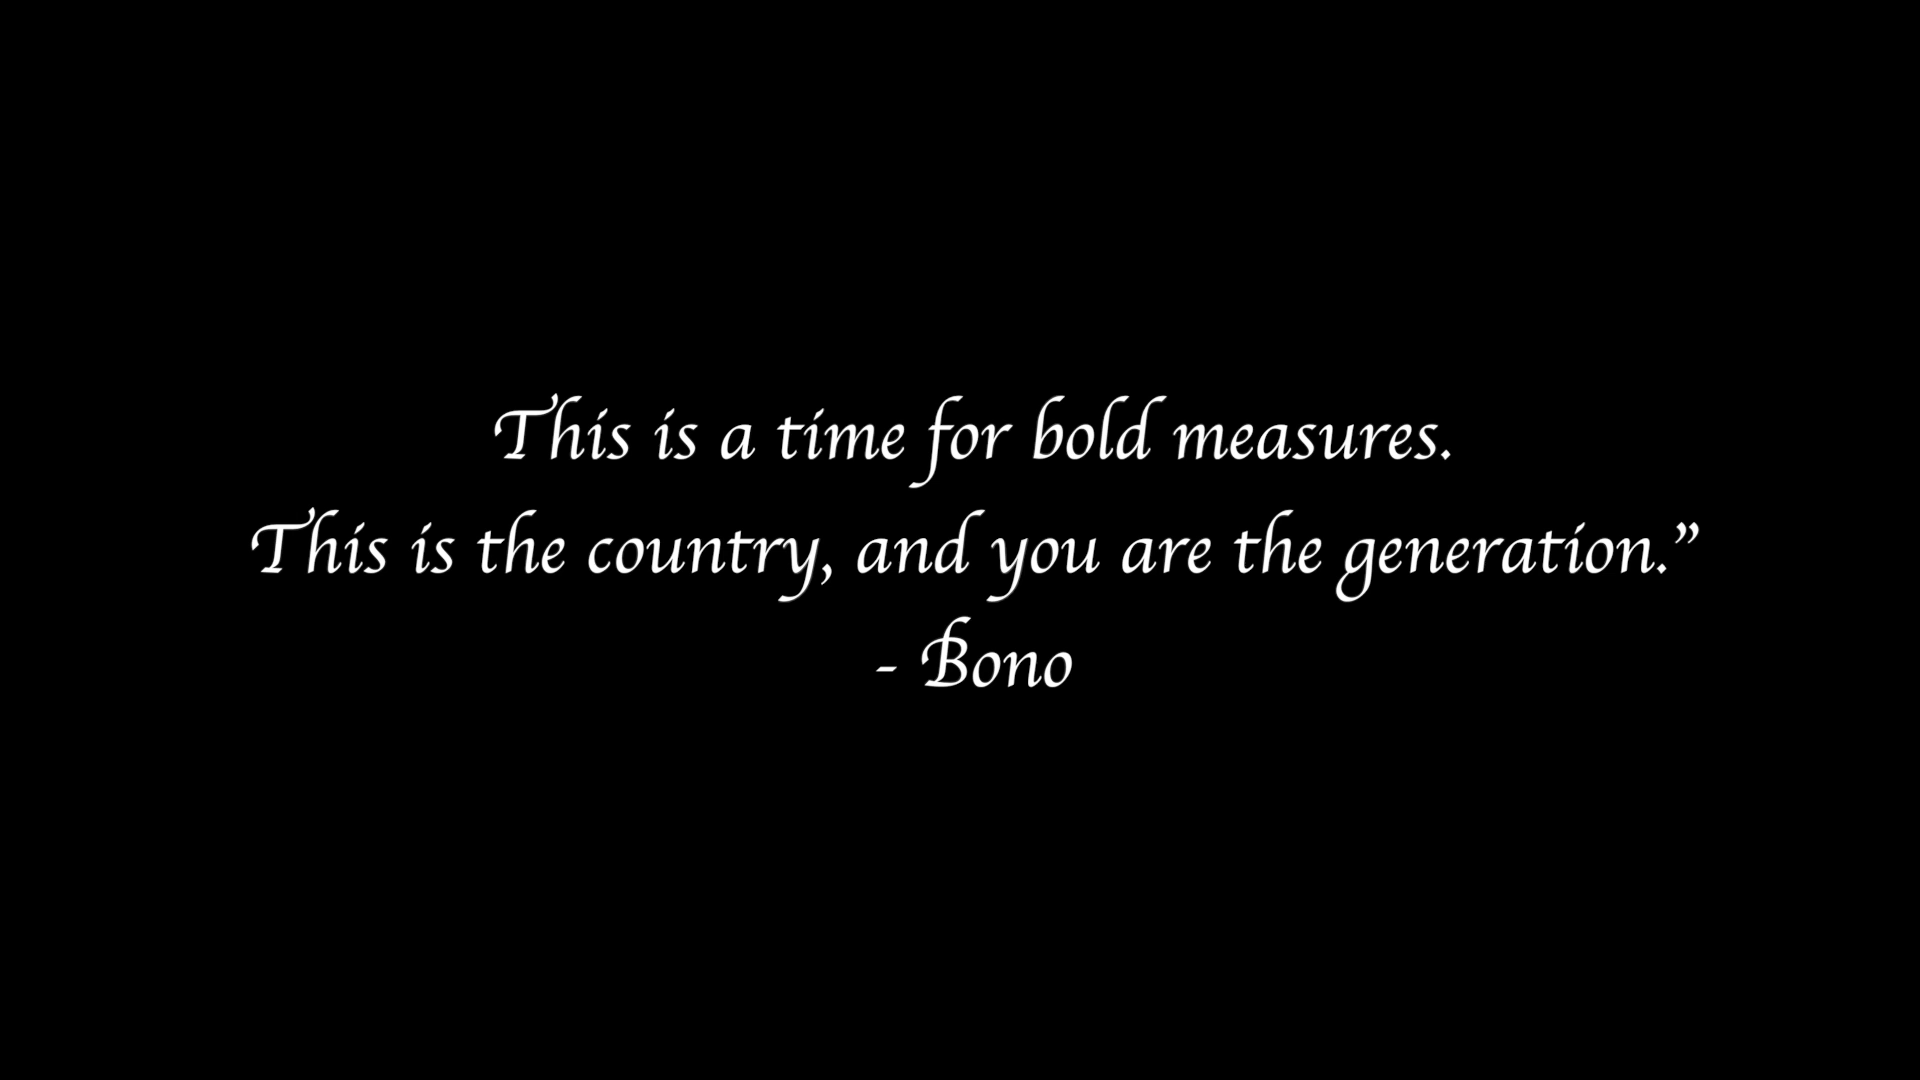 This is a time for bold measures.
This is the country, and you are the generation.”
- Bono